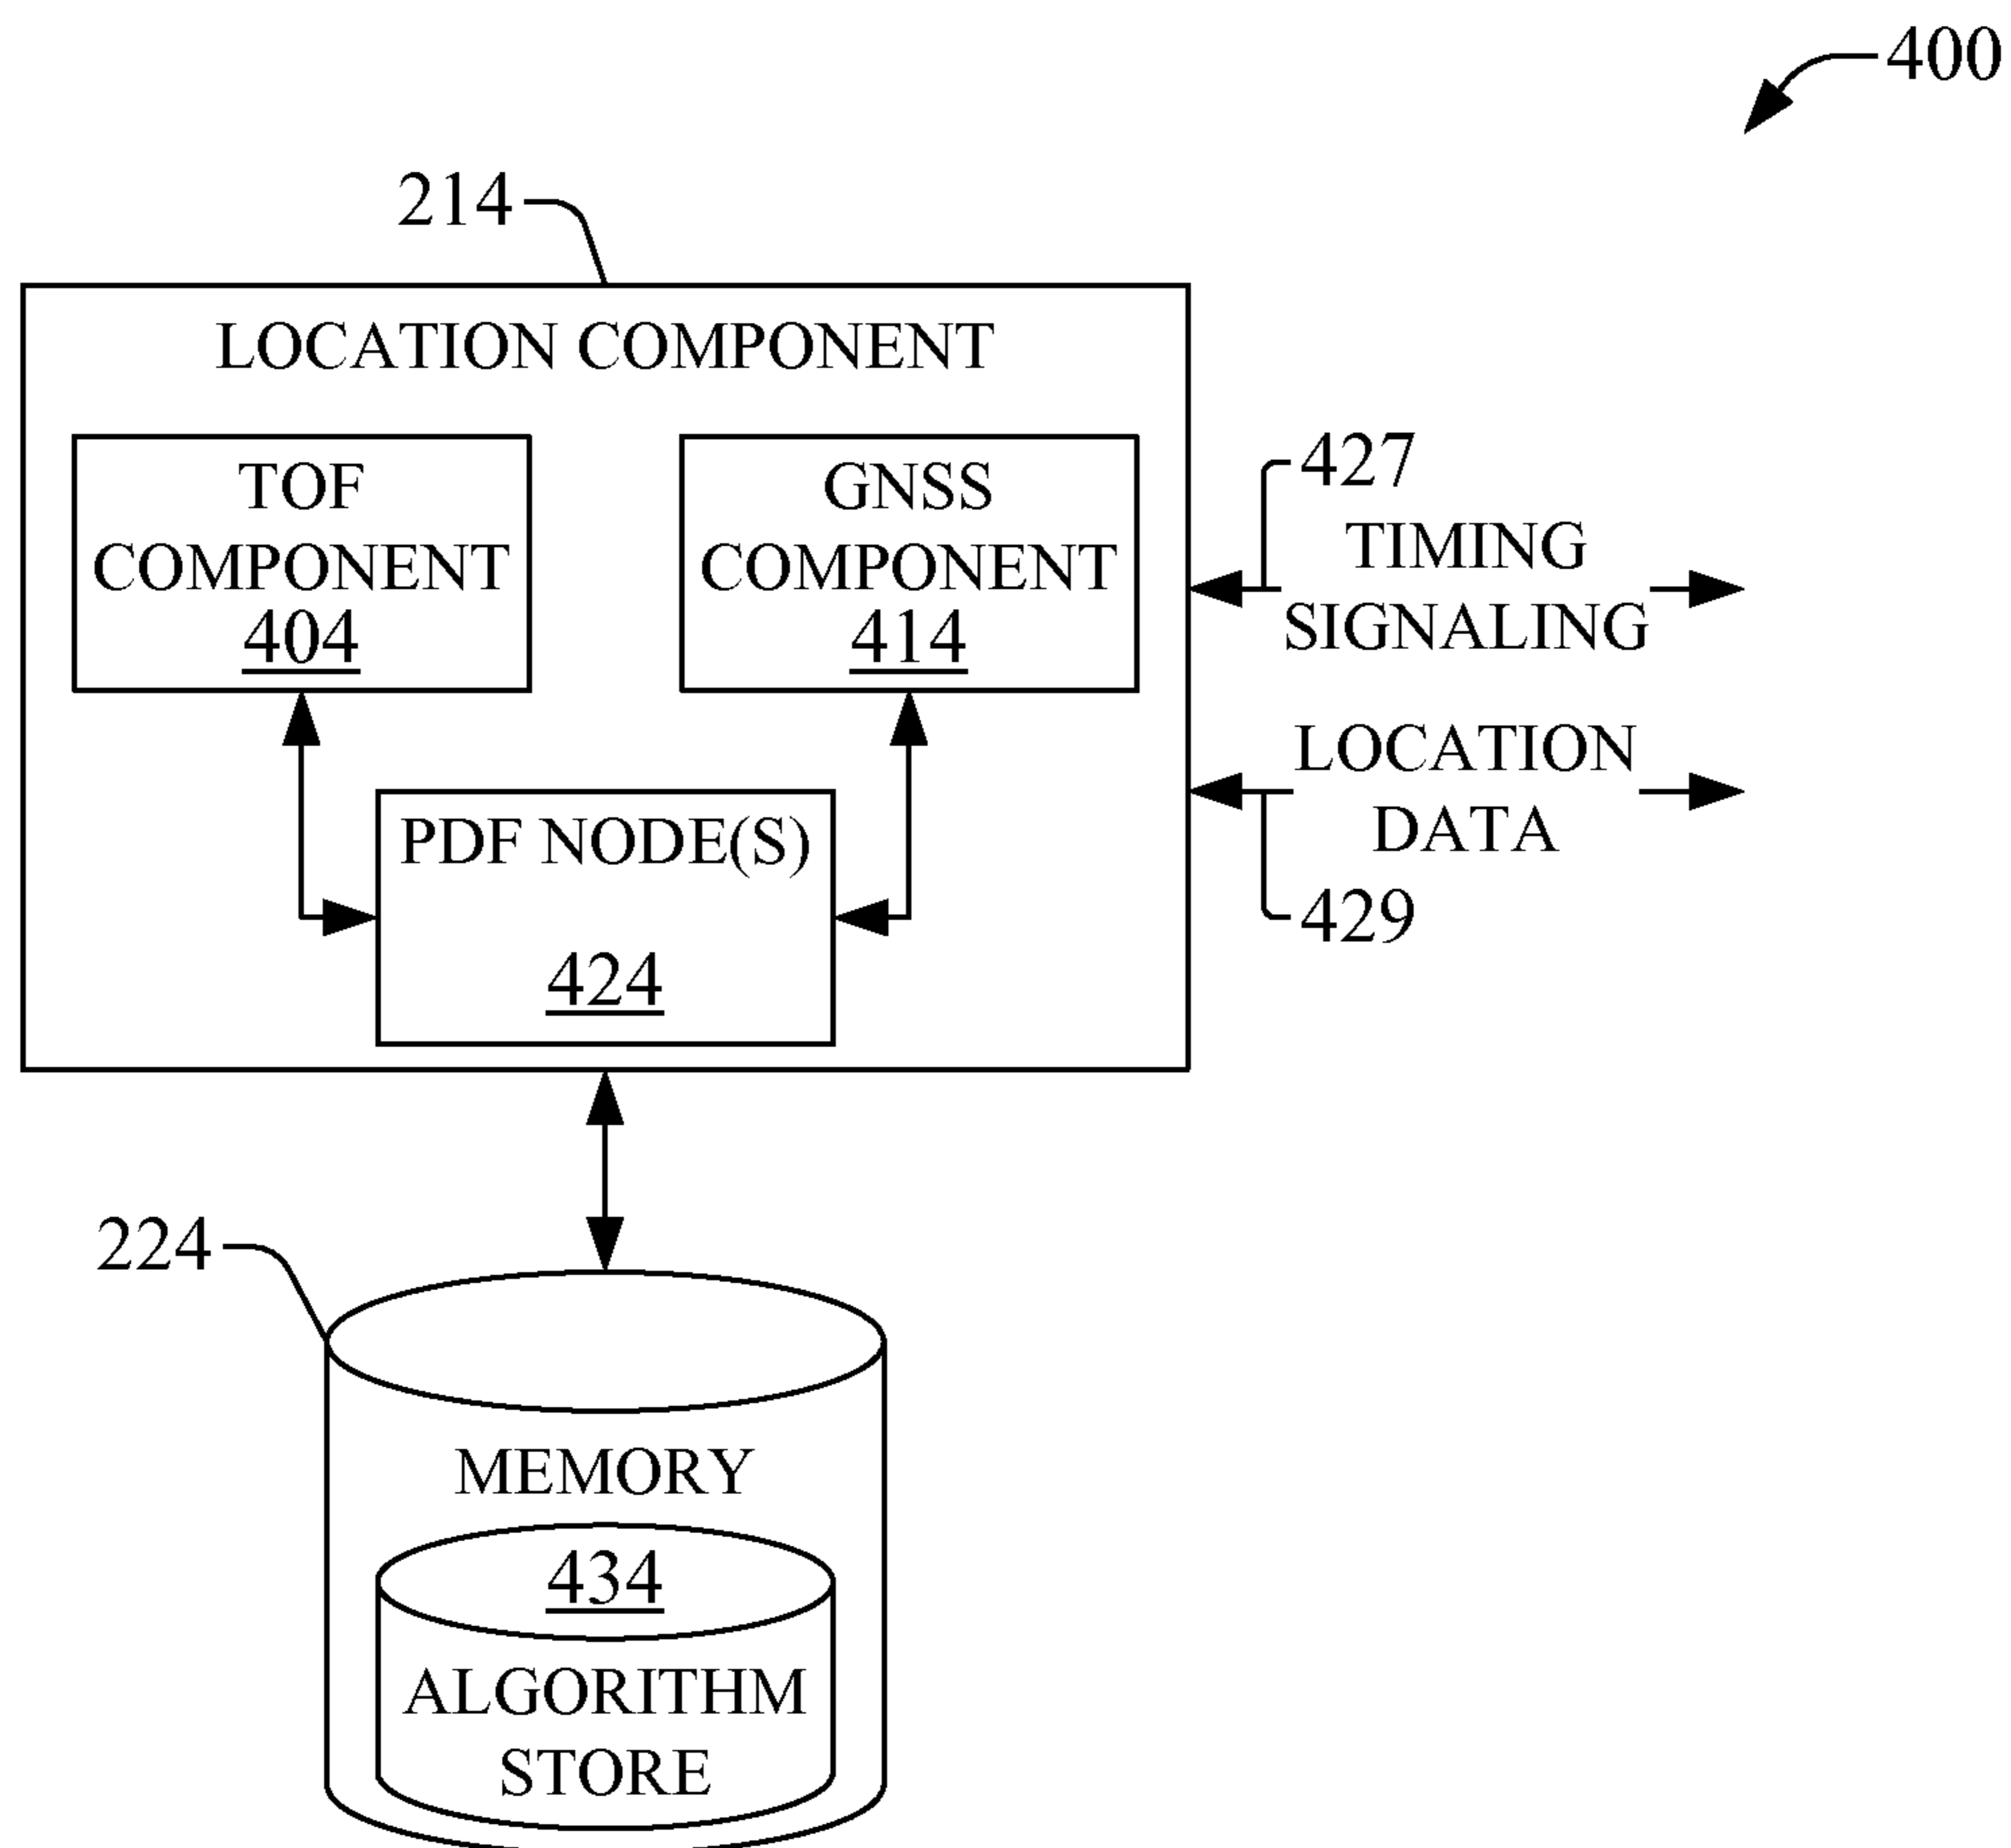 400
214
LOCATION COMPONENT
TOF
COMPONENT
404
GNSS
COMPONENT
414
427
TIMING
SIGNALING
LOCATION
DATA
429
PDF NODE(S)
424
224
MEMORY
434
ALGORITHM
STORE